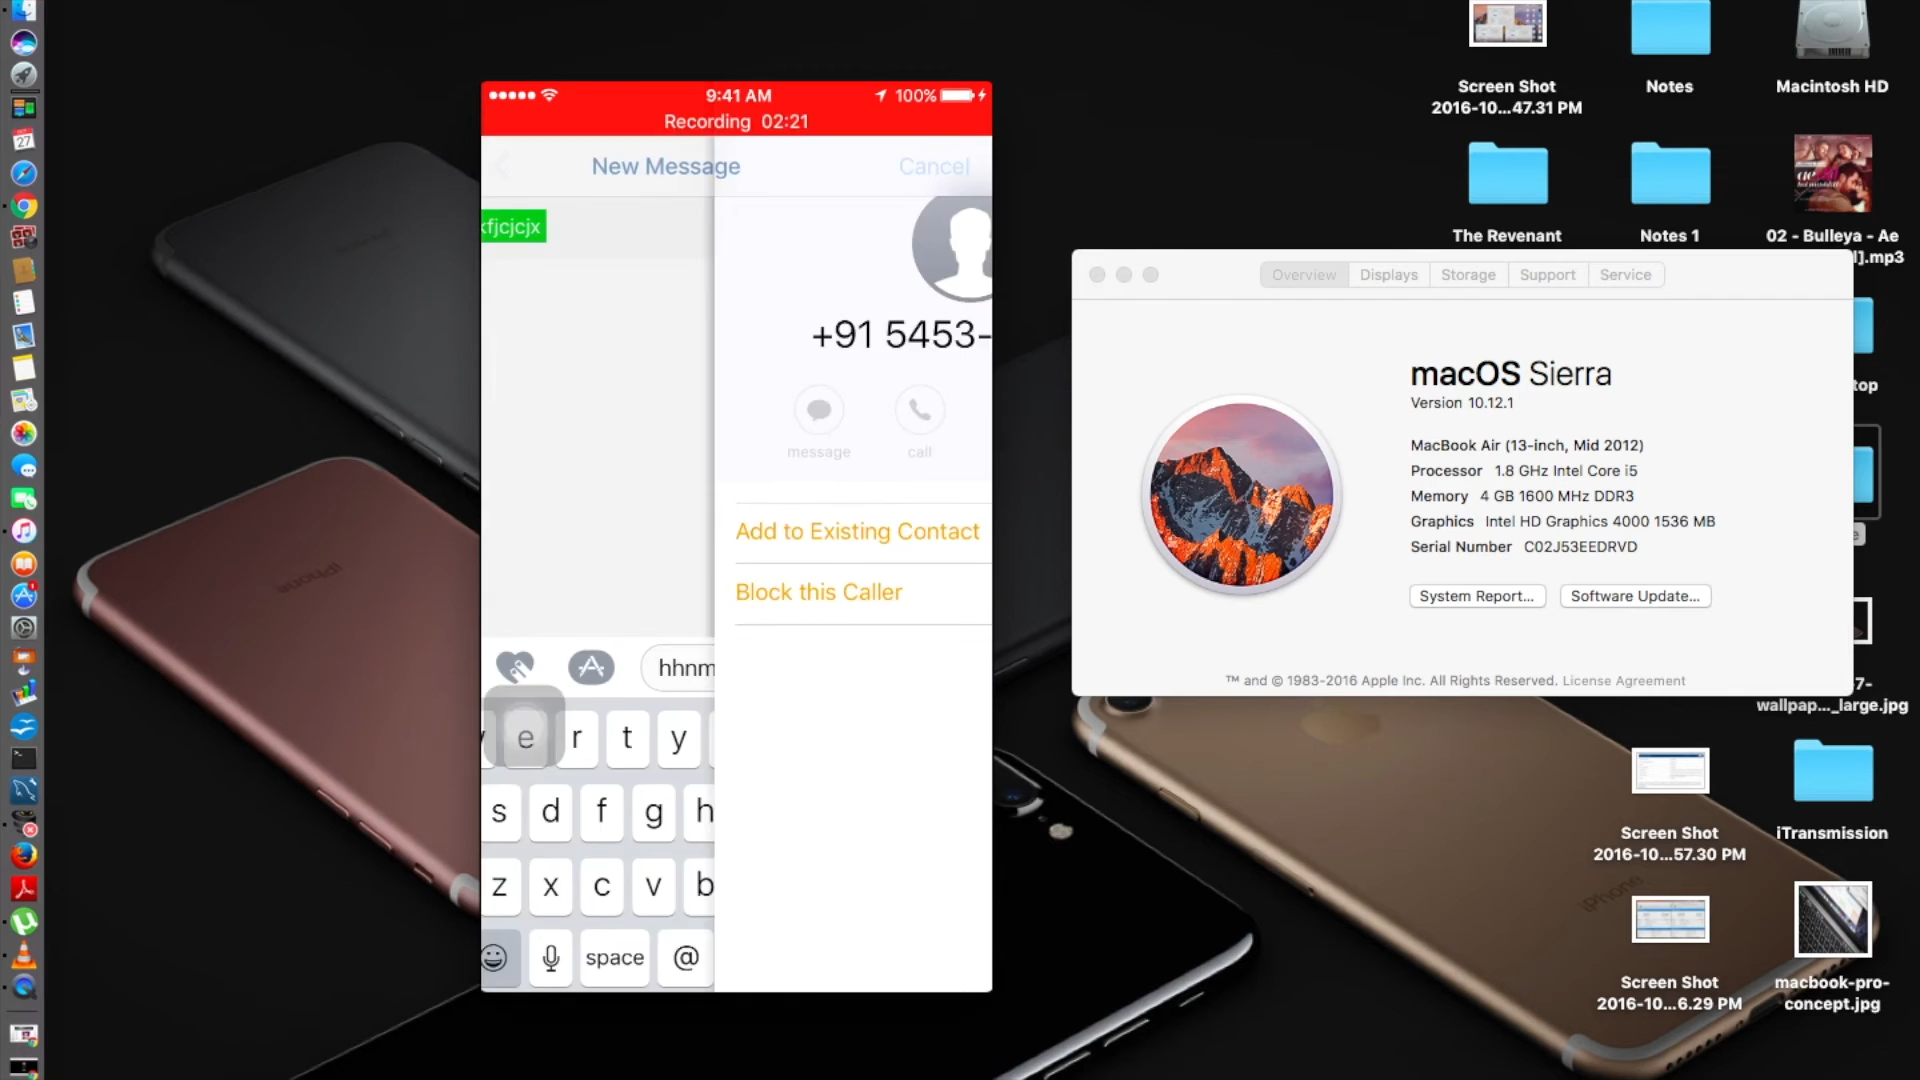 9:41 AM
100%
Recording 02:21
New Message
Cancel
kfjcjcjx
+91 5453-
message
call
Add to Existing Contact
Block this Caller
hhnm
e
r
t
y
s
d
f
g
h
z
x
c
v
b
space
@
Overview
Displays
Storage
Support
Service
macOS Sierra
Version 10.12.1
MacBook Air (13-inch, Mid 2012)
Processor 1.8 GHz Intel Core i5
Memory 4 GB 1600 MHz DDR3
Graphics Intel HD Graphics 4000 1536 MB
Serial Number C02J53EEDRVD
System Report...
Software Update...
™ and © 1983-2016 Apple Inc. All Rights Reserved. License Agreement
Screen Shot
2016-10...47.31 PM
Notes
Macintosh HD
The Revenant
Notes 1
02 - Bulleya - Ae
l].mp3
top
e
7-
wallpap..._large.jpg
Screen Shot
2016-10...57.30 PM
iTransmission
Screen Shot
2016-10...6.29 PM
macbook-pro-
concept.jpg
iPhone
iPhone
27